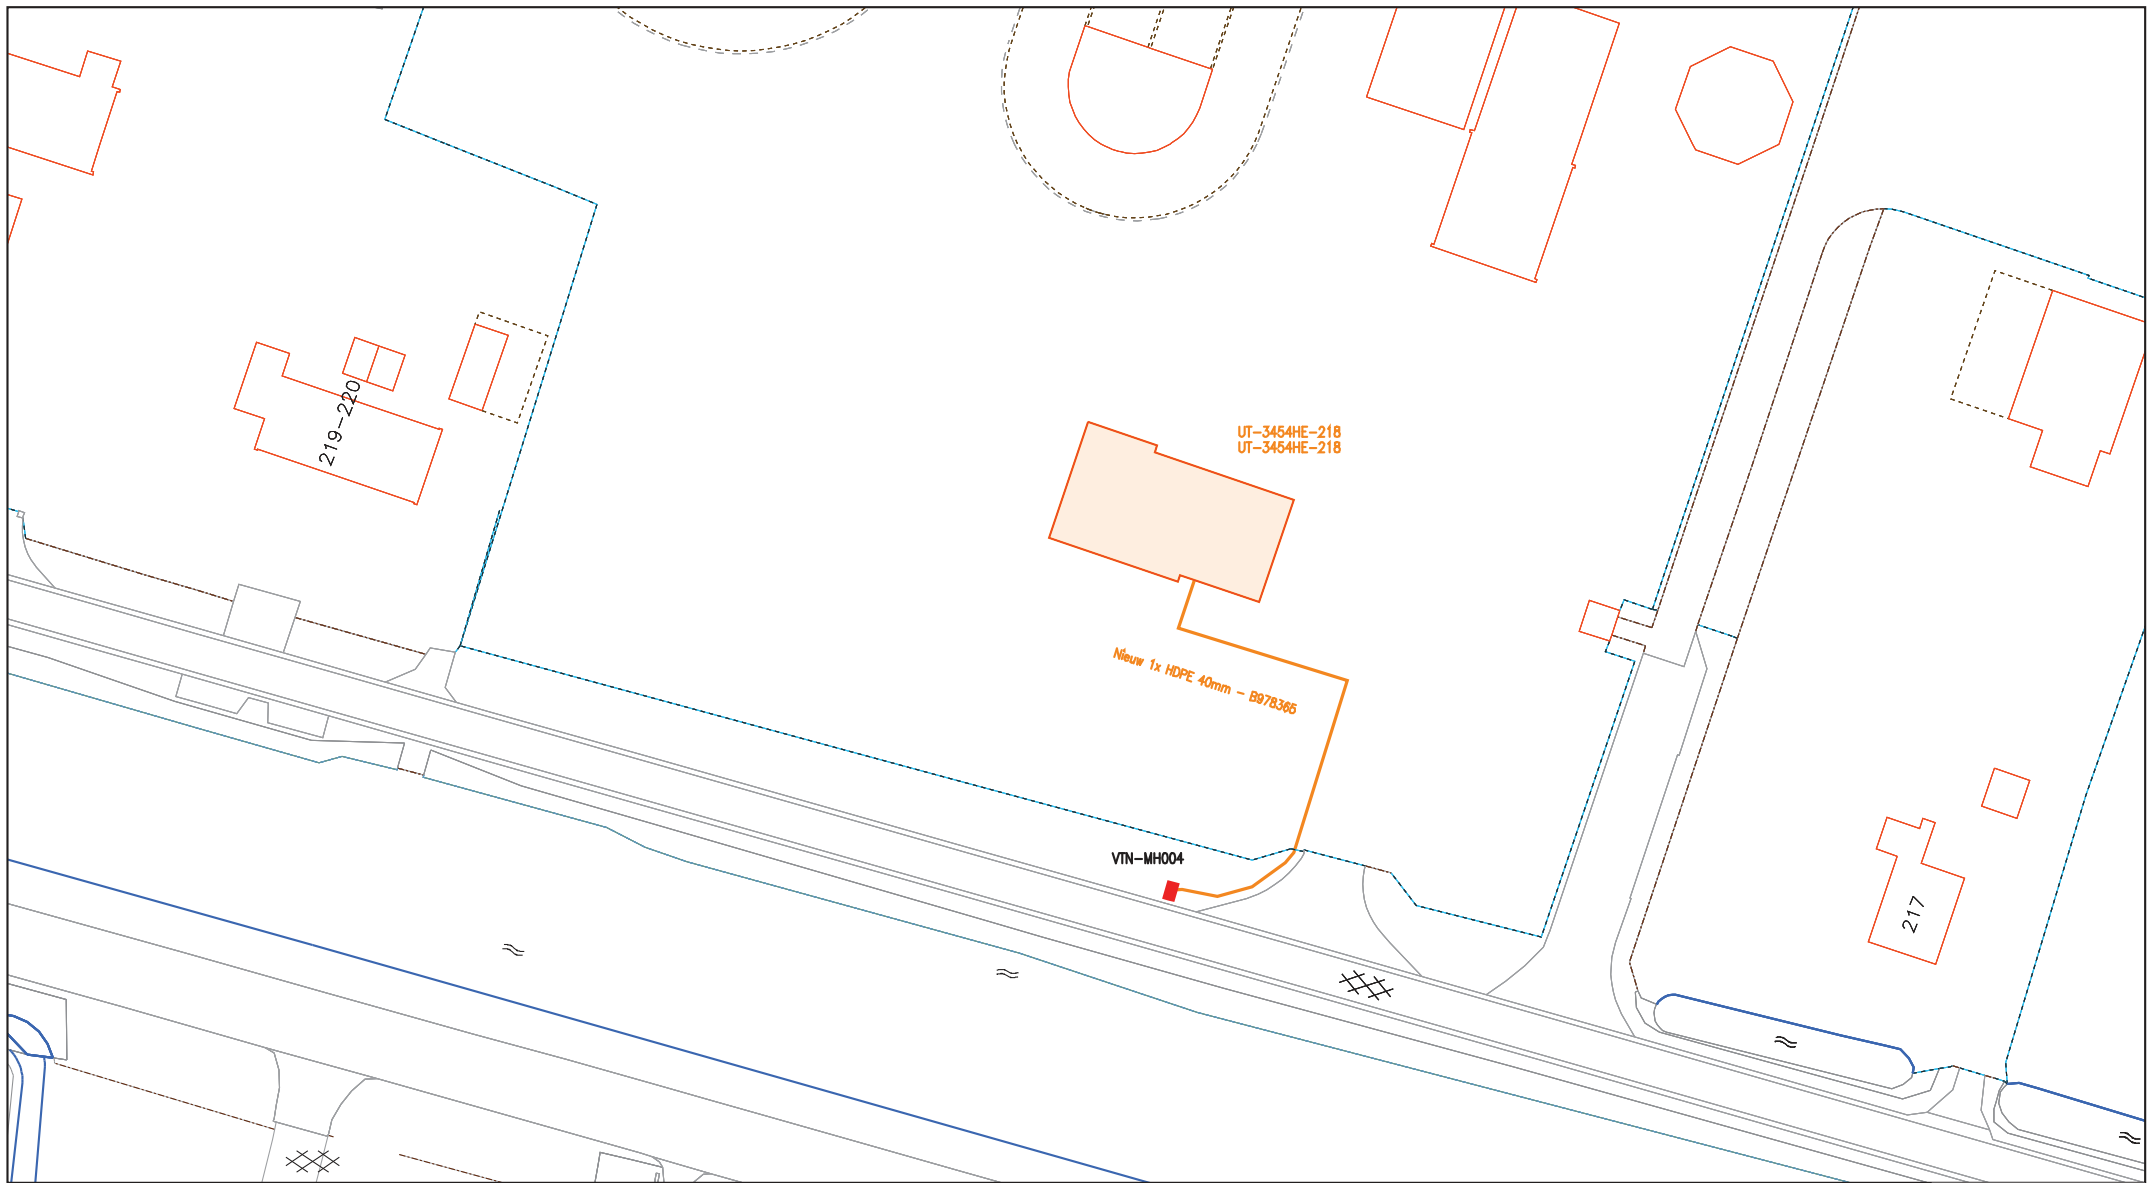 219-220
UT-3454HE-218
UT-3454HE-218
Nieuw 1x HDPE 40mm - B978365
VTN-MH004
217